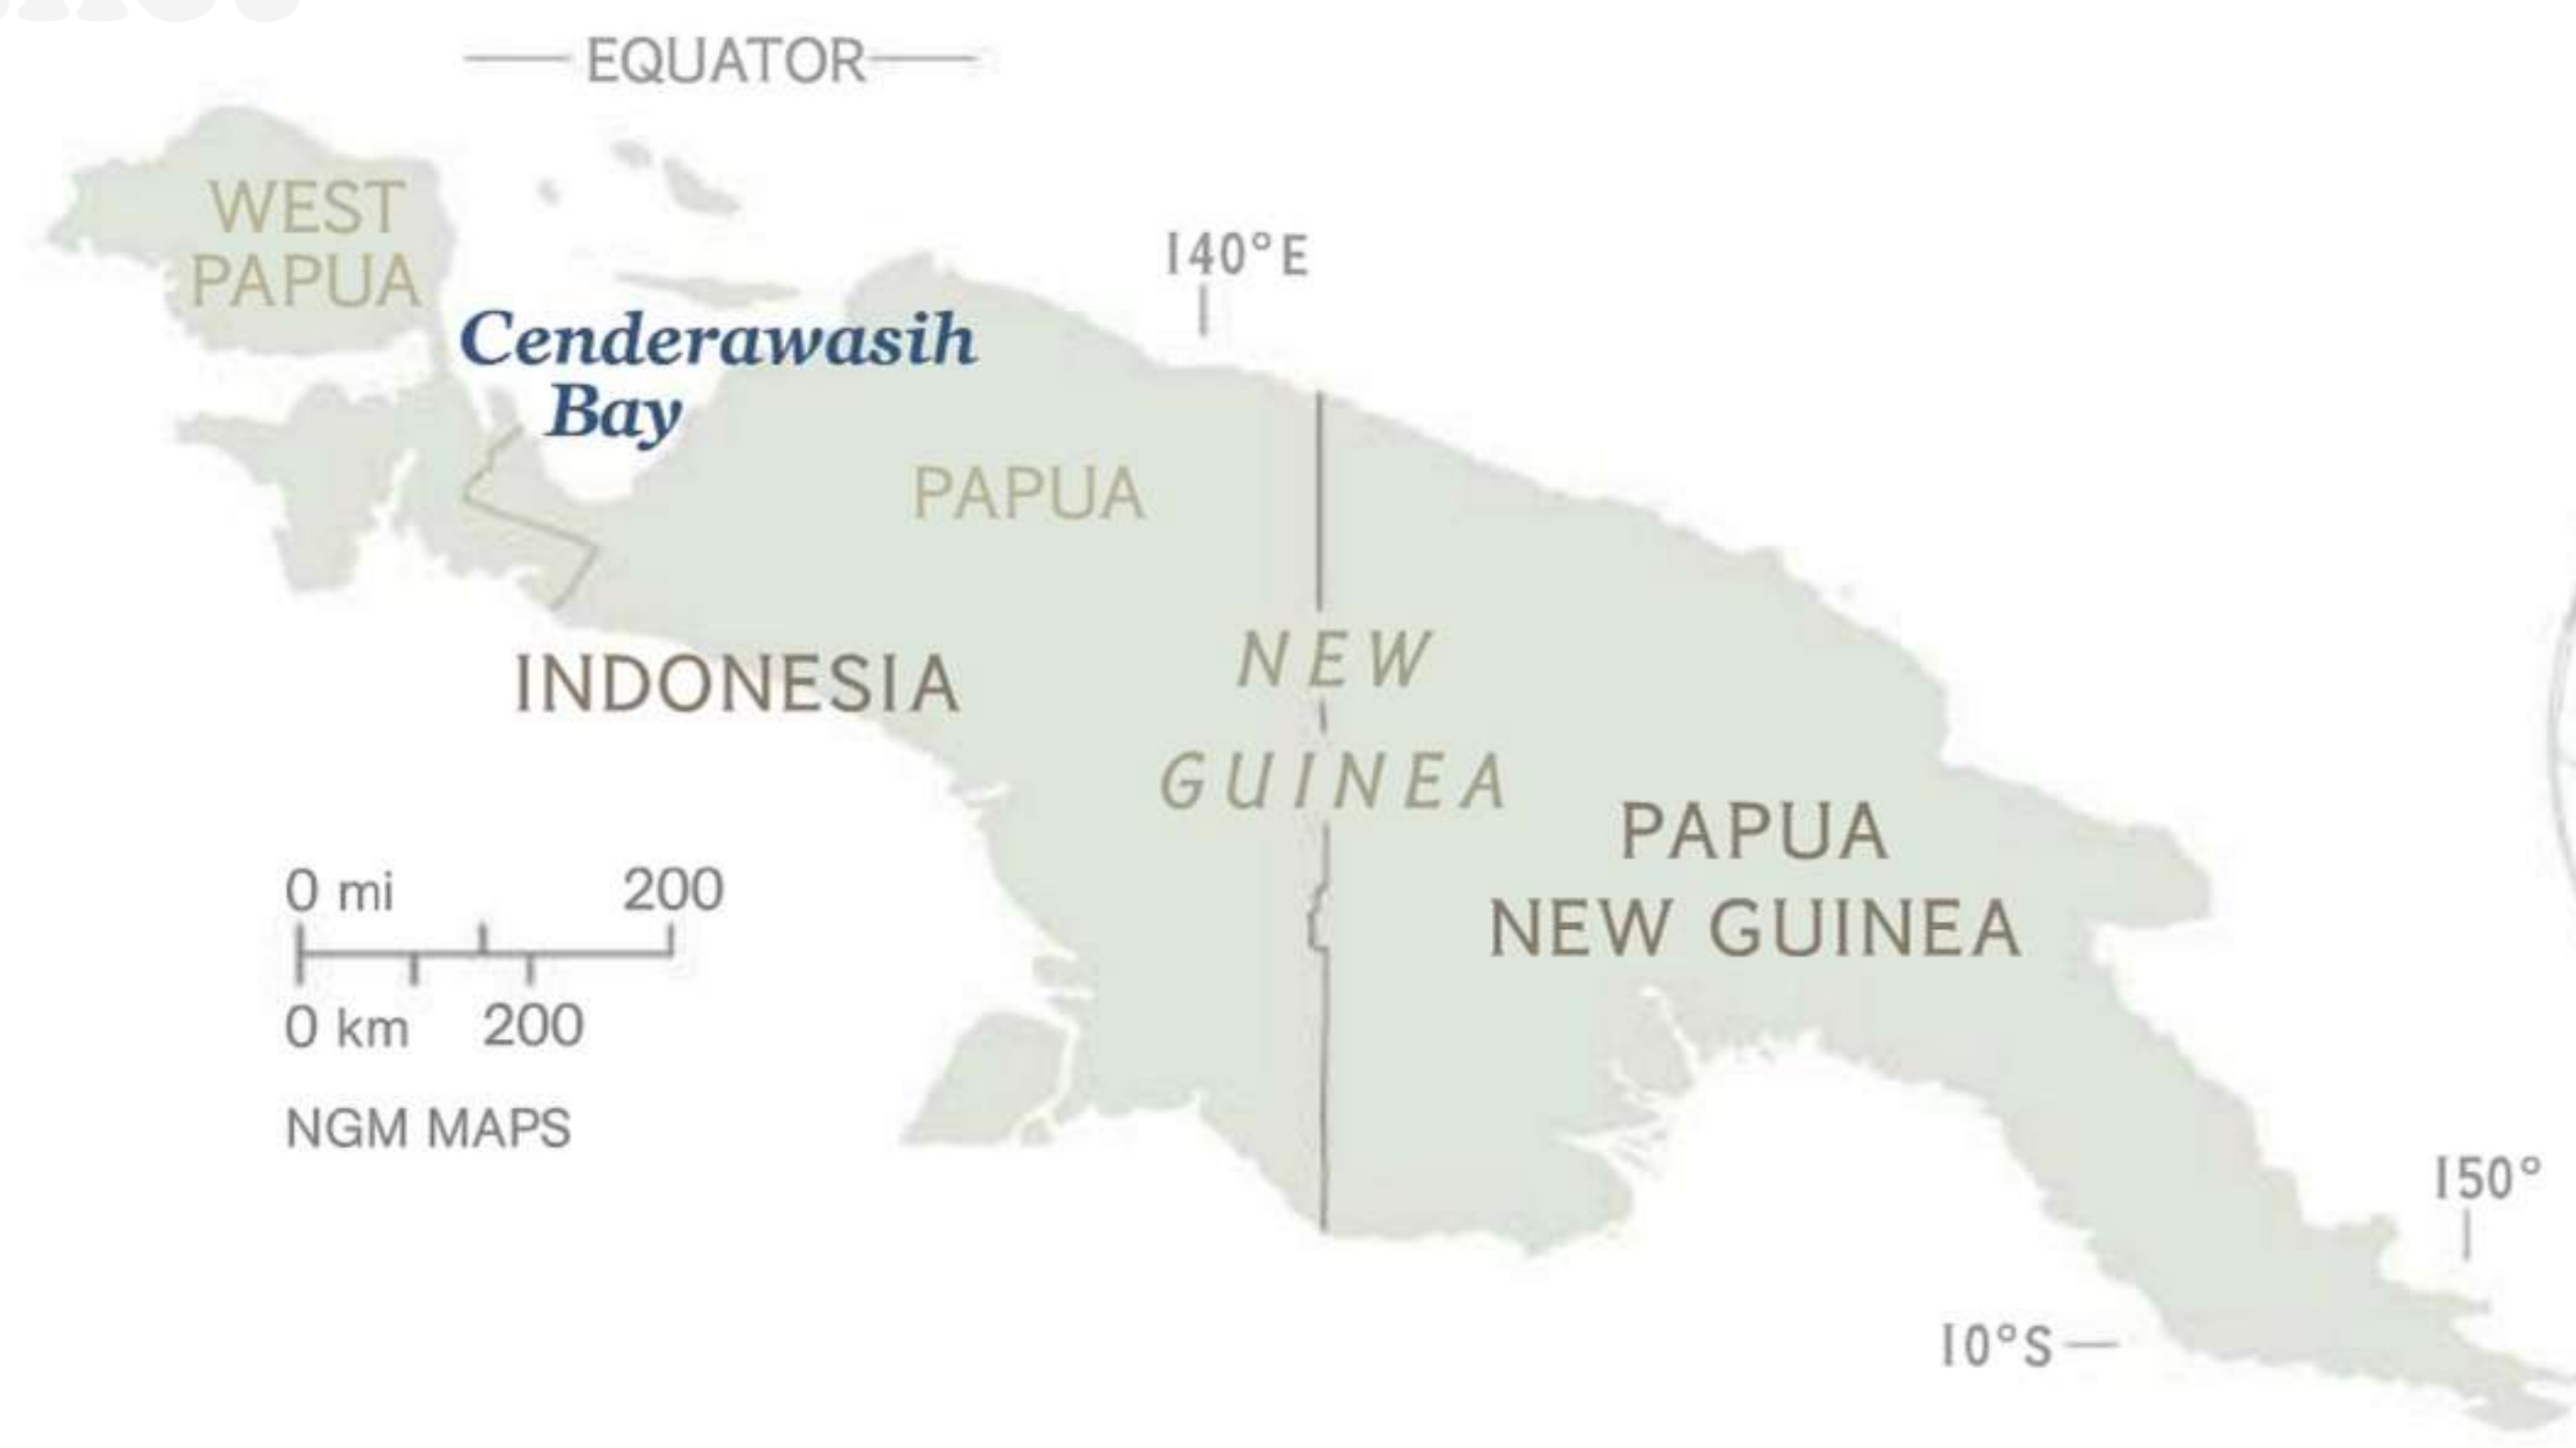 EQUATOR
WEST
PAPUA
140°E
Cenderawasih
Bay
PAPUA
NEW
INDONESIA
GUINEA
PAPUA
NEW GUINEA
0 mi 200
0 km 200
NGM MAPS
150°
10°S